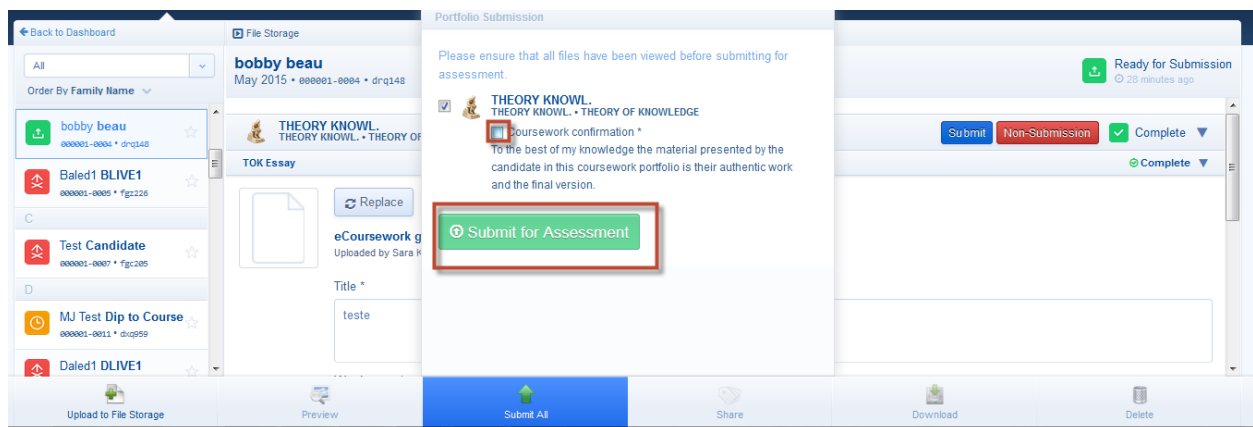 Back to Dashboard
File Storage
Portfolio Submission
All
Order By Family Name
bobby beau
000001-0004 • drq148
Baled1 BLIVE1
000001-0005 • fgz226
C
Test Candidate
000001-0007 • fgc205
D
MJ Test Dip to Course
000001-0011 • dxq959
Daled1 DLIVE1
bobby beau
May 2015 • 000001-0004 • drq148
Ready for Submission
28 minutes ago
THEORY KNOWL.
THEORY KNOWL. • THEORY OF
Submit
Non-Submission
Complete
TOK Essay
Complete
Replace
eCoursework g
Uploaded by Sara K
Title *
teste
Please ensure that all files have been viewed before submitting for
assessment.
THEORY KNOWL.
THEORY KNOWL. • THEORY OF KNOWLEDGE
Coursework confirmation *
To the best of my knowledge the material presented by the
candidate in this coursework portfolio is their authentic work
and the final version.
Submit for Assessment
Upload to File Storage
Preview
Submit All
Share
Download
Delete